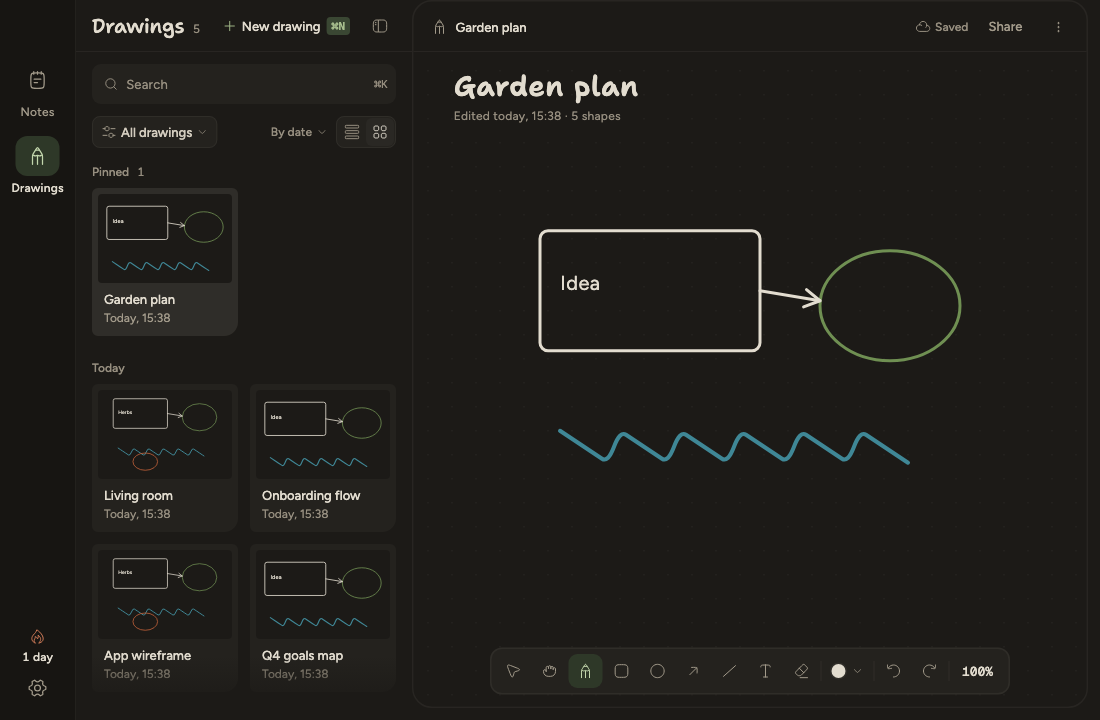 Drawings 5
New drawing ⌘N
Garden plan
Saved
Share
Notes
Drawings
Search ⌘K
All drawings
By date
Pinned 1
Idea
Garden plan
Today, 15:38
Today
Herbs
Living room
Today, 15:38
Idea
Onboarding flow
Today, 15:38
Herbs
App wireframe
Today, 15:38
Idea
Q4 goals map
Today, 15:38
1 day
Garden plan
Edited today, 15:38 · 5 shapes
Idea
100%